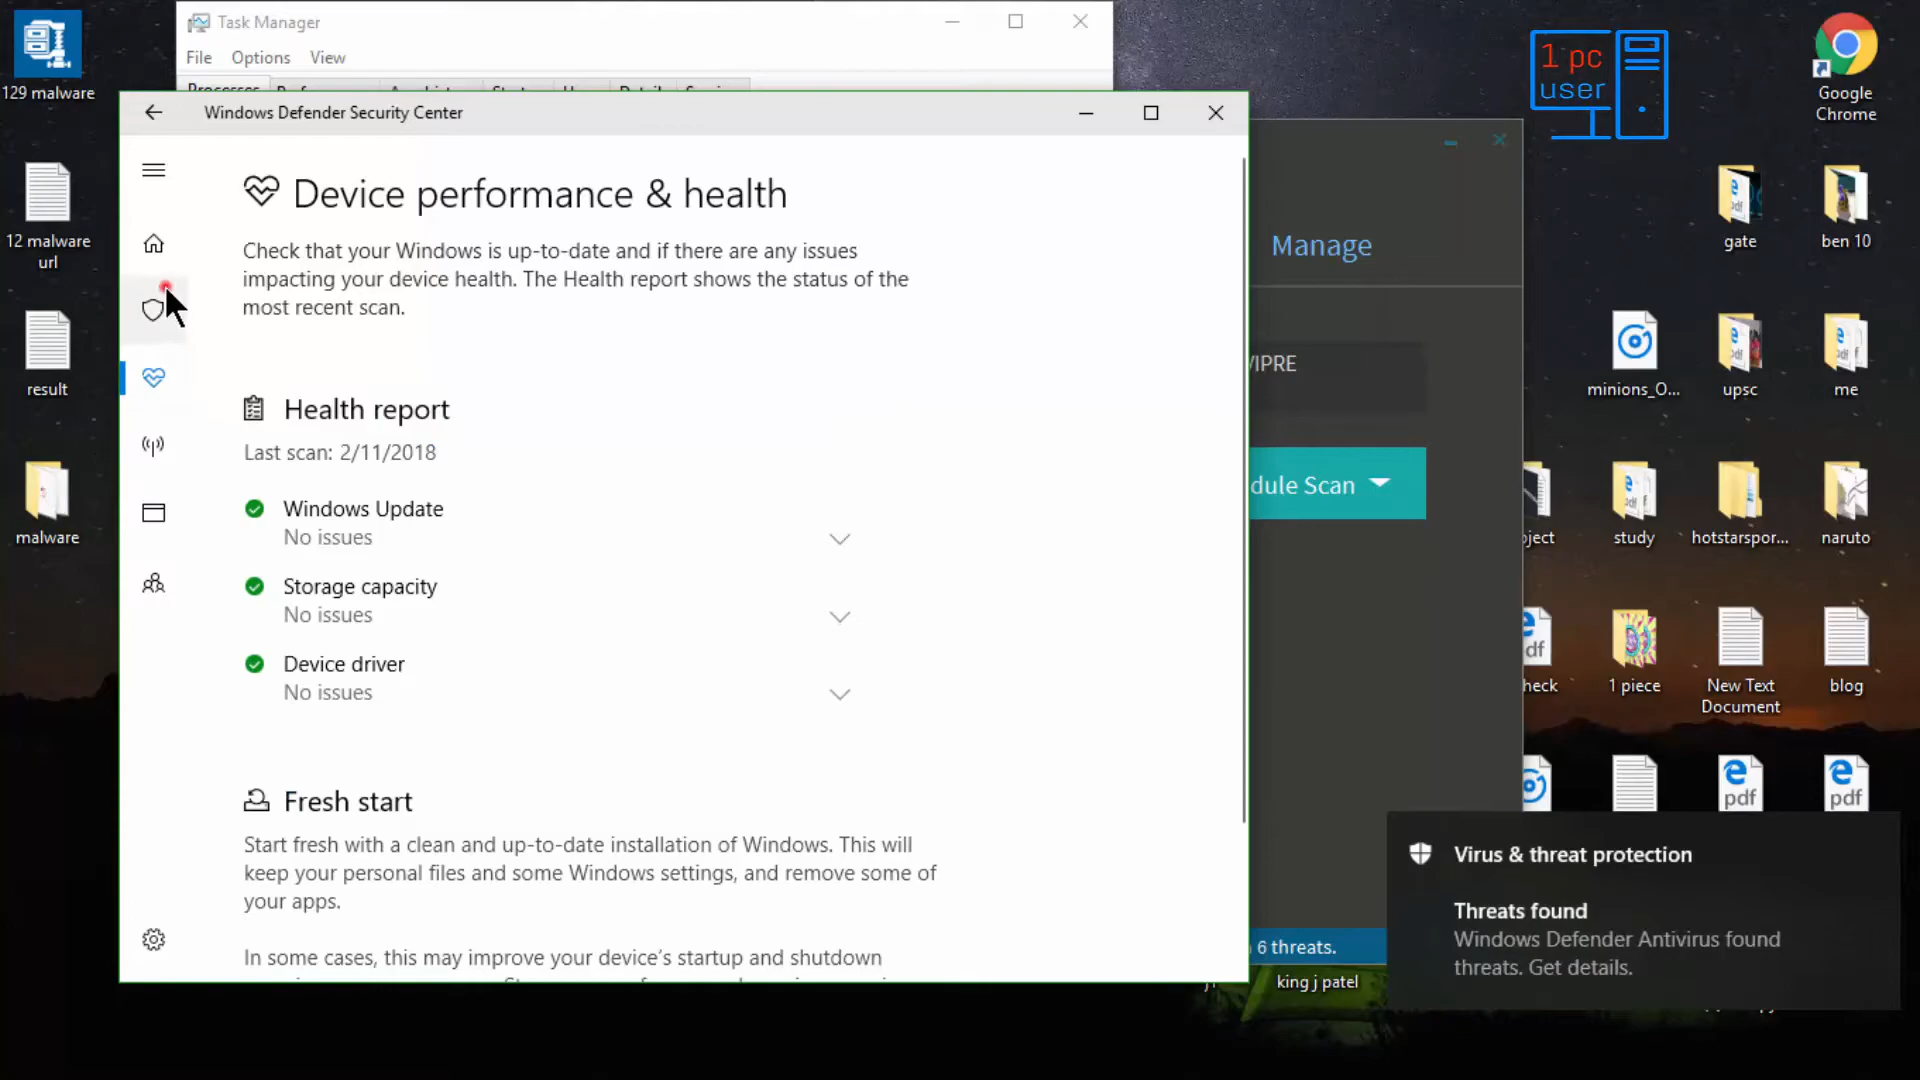 Task Manager
File Options View
Processes
129 malware
Windows Defender Security Center
Device performance & health
Check that your Windows is up-to-date and if there are any issues
impacting your device health. The Health report shows the status of the
most recent scan.
Health report
Last scan: 2/11/2018
Windows Update
No issues
Storage capacity
No issues
Device driver
No issues
Fresh start
Start fresh with a clean and up-to-date installation of Windows. This will
keep your personal files and some Windows settings, and remove some of
your apps.
In some cases, this may improve your device's startup and shutdown
12 malware
url
result
malware
Manage
VIPRE
dule Scan
6 threats.
king j patel
1 pc
user
Google
Chrome
gate
ben 10
minions_O...
upsc
me
ject
study
hotstarspor...
naruto
heck
1 piece
New Text
Document
blog
pdf
pdf
Virus & threat protection
Threats found
Windows Defender Antivirus found
threats. Get details.